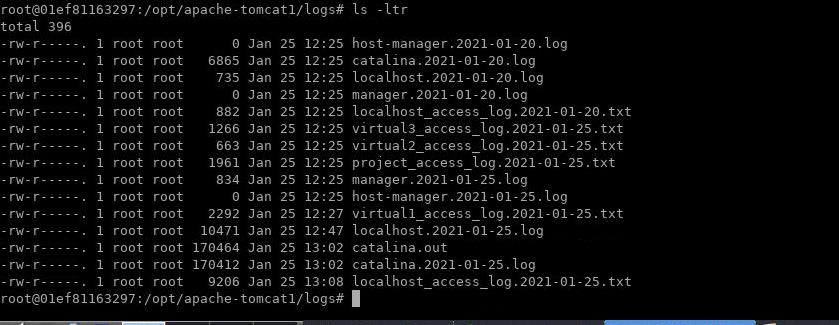 root@01ef81163297:/opt/apache-tomcat1/logs# ls -ltr
total 396
-rw-r-----. 1 root root      0 Jan 25 12:25 host-manager.2021-01-20.log
-rw-r-----. 1 root root   6865 Jan 25 12:25 catalina.2021-01-20.log
-rw-r-----. 1 root root    735 Jan 25 12:25 localhost.2021-01-20.log
-rw-r-----. 1 root root      0 Jan 25 12:25 manager.2021-01-20.log
-rw-r-----. 1 root root    882 Jan 25 12:25 localhost_access_log.2021-01-20.txt
-rw-r-----. 1 root root   1266 Jan 25 12:25 virtual3_access_log.2021-01-25.txt
-rw-r-----. 1 root root    663 Jan 25 12:25 virtual2_access_log.2021-01-25.txt
-rw-r-----. 1 root root   1961 Jan 25 12:25 project_access_log.2021-01-25.txt
-rw-r-----. 1 root root    834 Jan 25 12:25 manager.2021-01-25.log
-rw-r-----. 1 root root      0 Jan 25 12:25 host-manager.2021-01-25.log
-rw-r-----. 1 root root   2292 Jan 25 12:27 virtual1_access_log.2021-01-25.txt
-rw-r-----. 1 root root  10471 Jan 25 12:47 localhost.2021-01-25.log
-rw-r-----. 1 root root 170464 Jan 25 13:02 catalina.out
-rw-r-----. 1 root root 170412 Jan 25 13:02 catalina.2021-01-25.log
-rw-r-----. 1 root root   9206 Jan 25 13:08 localhost_access_log.2021-01-25.txt
root@01ef81163297:/opt/apache-tomcat1/logs#